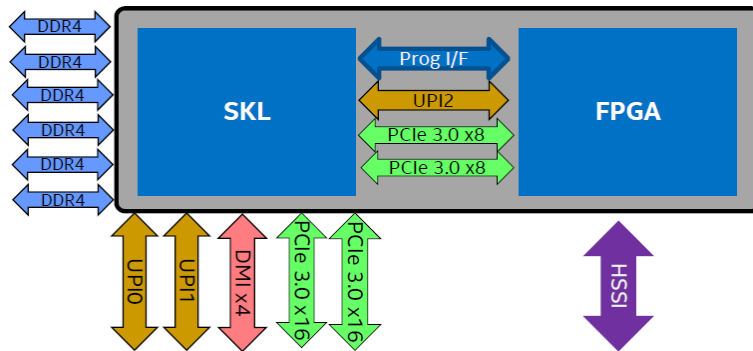 DDR4
DDR4
DDR4
DDR4
DDR4
DDR4
SKL
Prog I/F
UPI2
PCIe 3.0 x8
PCIe 3.0 x8
FPGA
UPI0
UPI1
DMI x4
PCIe 3.0 x16
PCIe 3.0 x16
HSSI